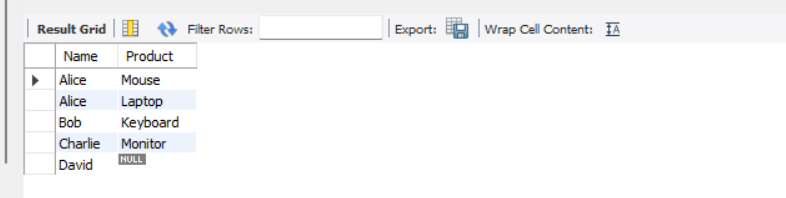 Result Grid Filter Rows: Export: Wrap Cell Content: IA
Name Product
Alice Mouse
Alice Laptop
Bob Keyboard
Charlie Monitor
David NULL